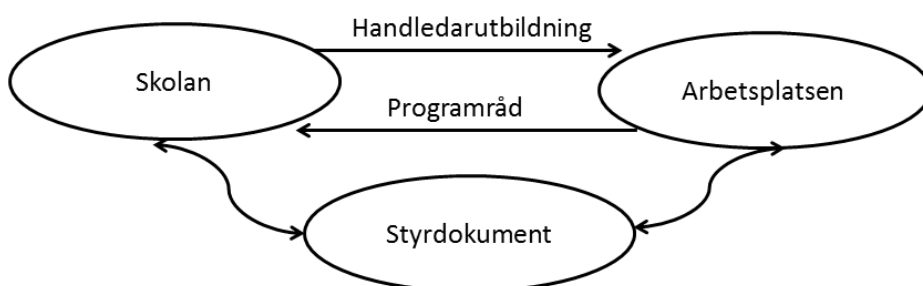 Handledarutbildning
Skolan
Arbetsplatsen
Programråd
Styrdokument